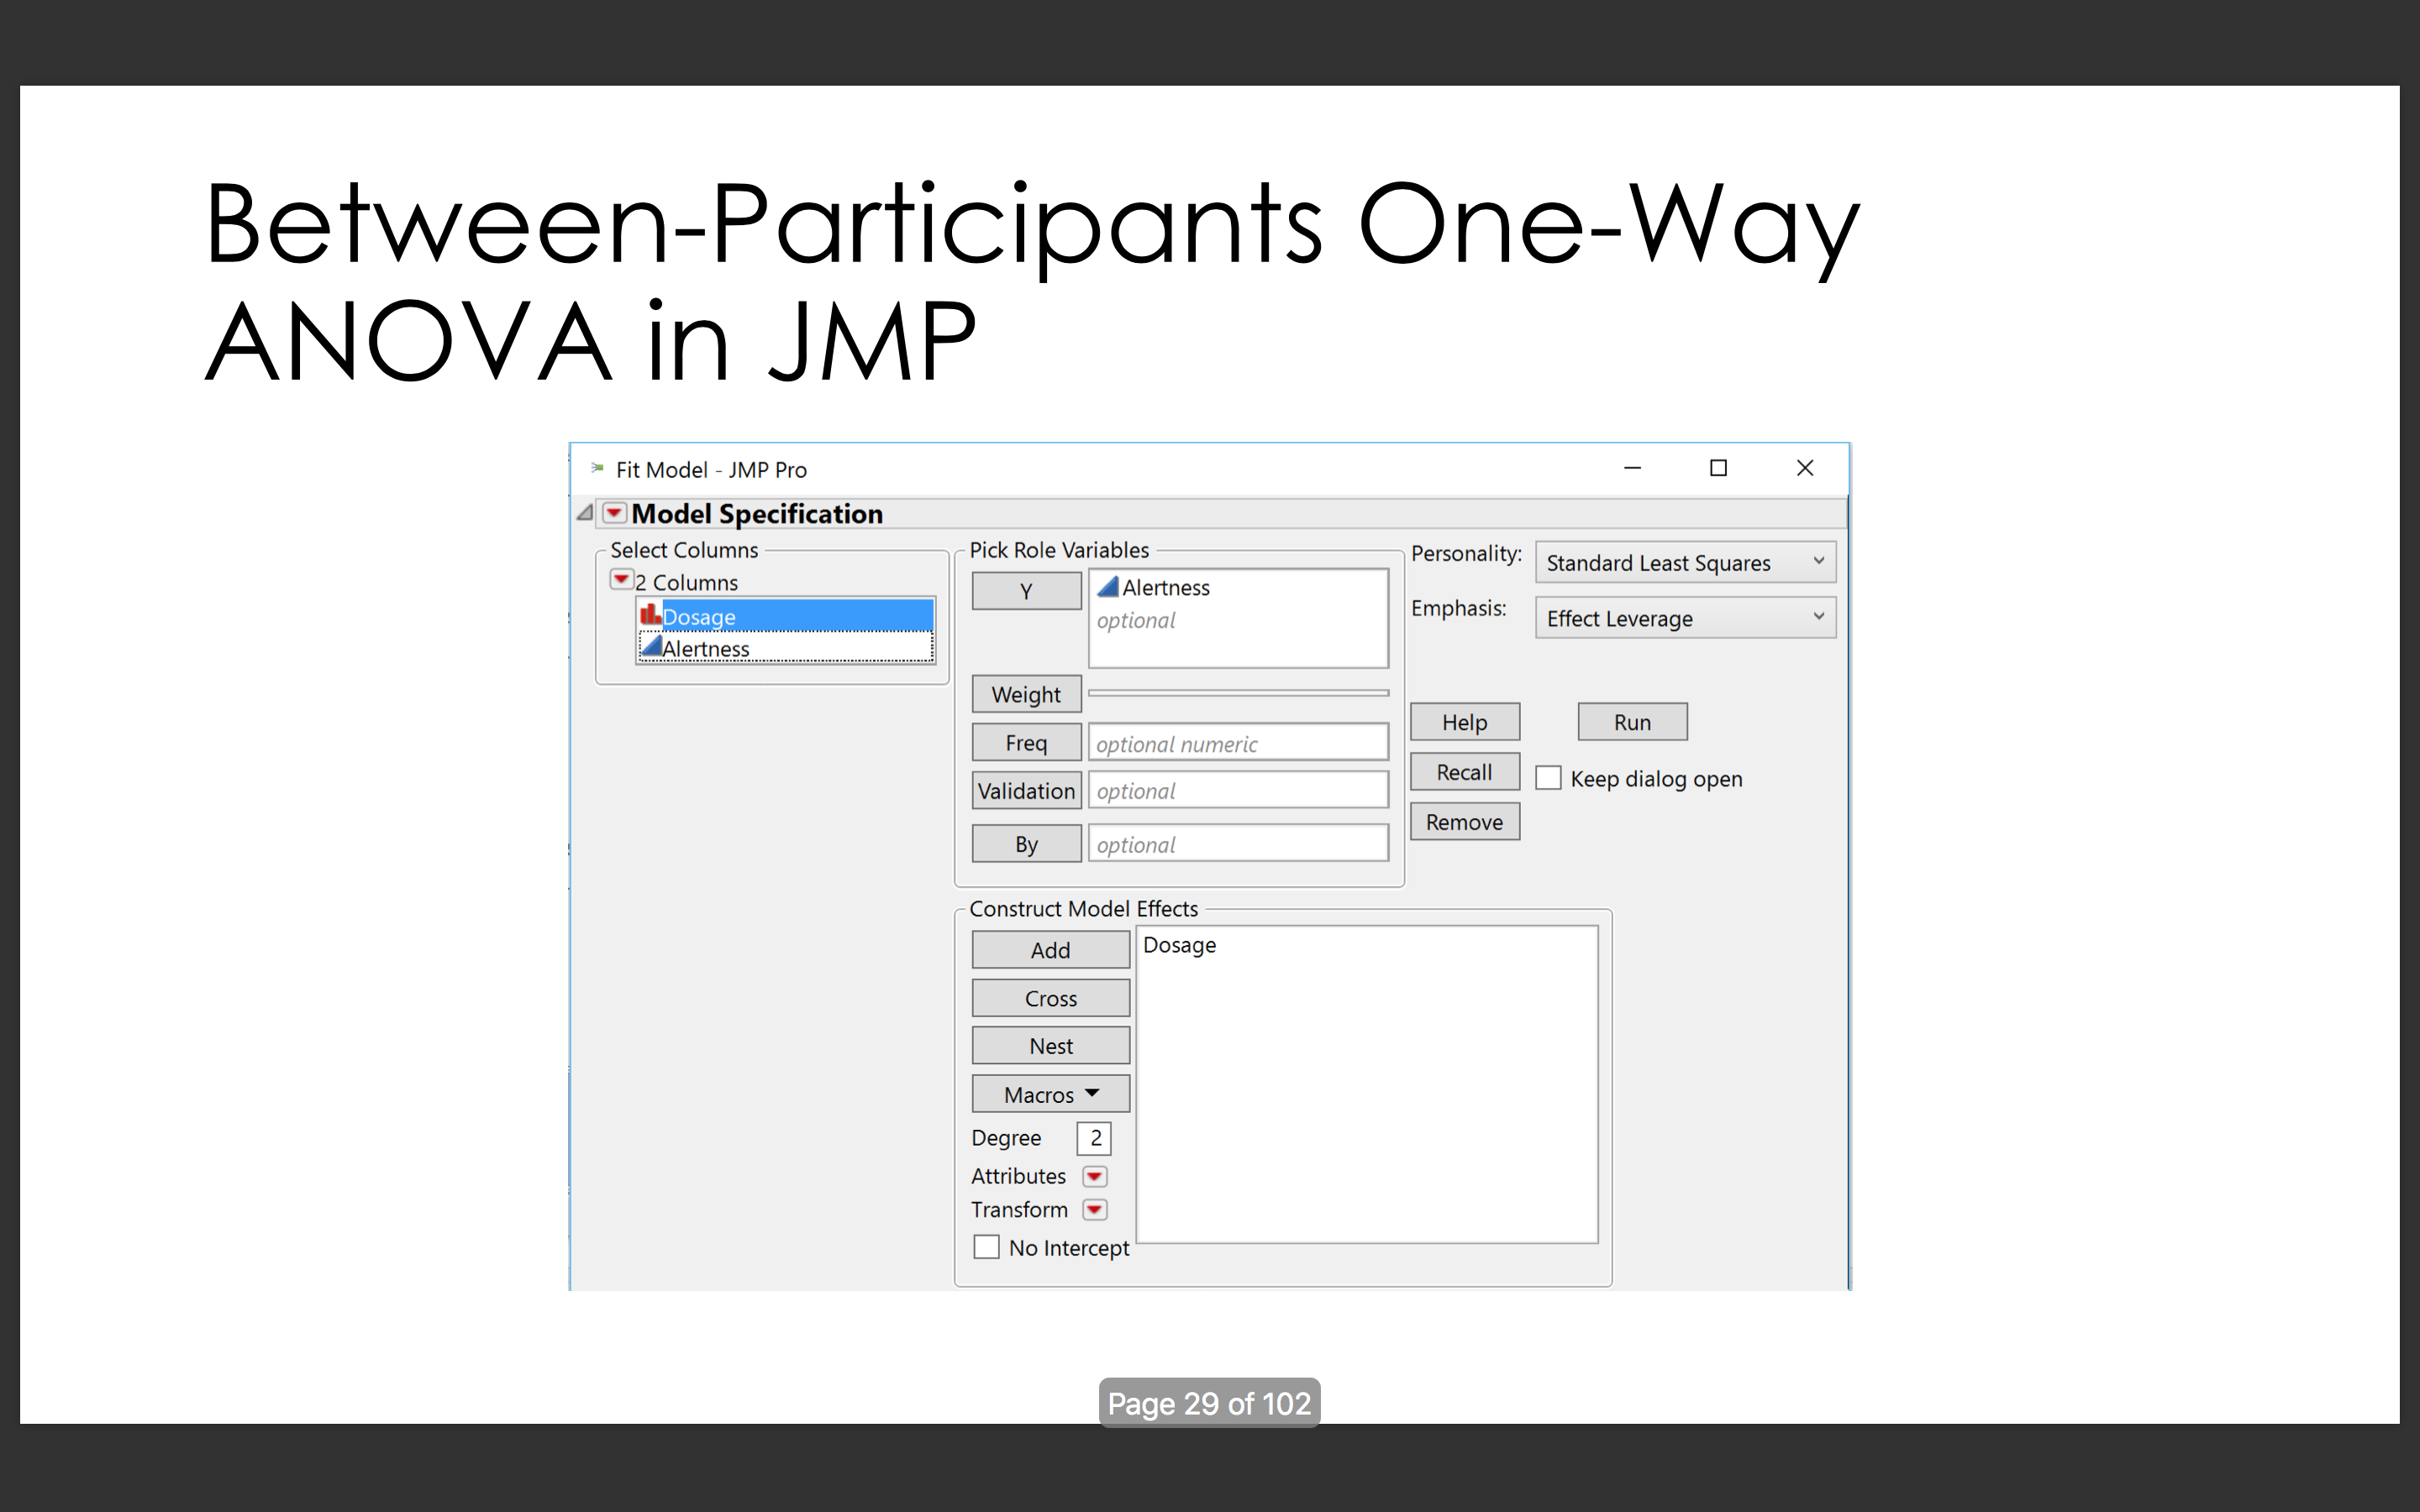 Between-Participants One-Way
ANOVA in JMP
Fit Model - JMP Pro
Model Specification
Select Columns
2 Columns
Dosage
Alertness
Pick Role Variables
Y
Alertness
optional
Weight
Freq
optional numeric
Validation
optional
By
optional
Personality:
Standard Least Squares
Emphasis:
Effect Leverage
Help
Run
Recall
Keep dialog open
Remove
Construct Model Effects
Add
Dosage
Cross
Nest
Macros
Degree 2
Attributes
Transform
No Intercept
Page 29 of 102